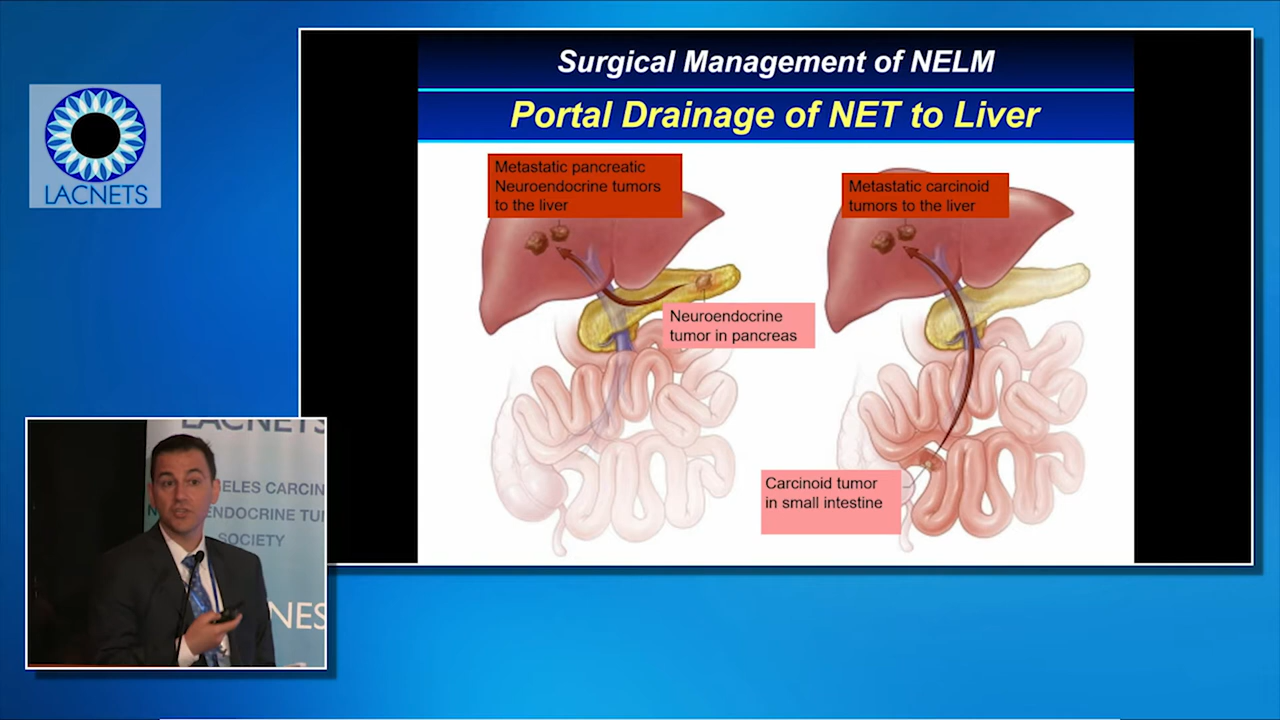 Surgical Management of NELM
Portal Drainage of NET to Liver
LACNETS
Metastatic pancreatic
Neuroendocrine tumors
to the liver
Neuroendocrine
tumor in pancreas
Metastatic carcinoid
tumors to the liver
Carcinoid tumor
in small intestine
LACNETS
ELES CARCIN
ENDOCRINE TU
SOCIETY
NES